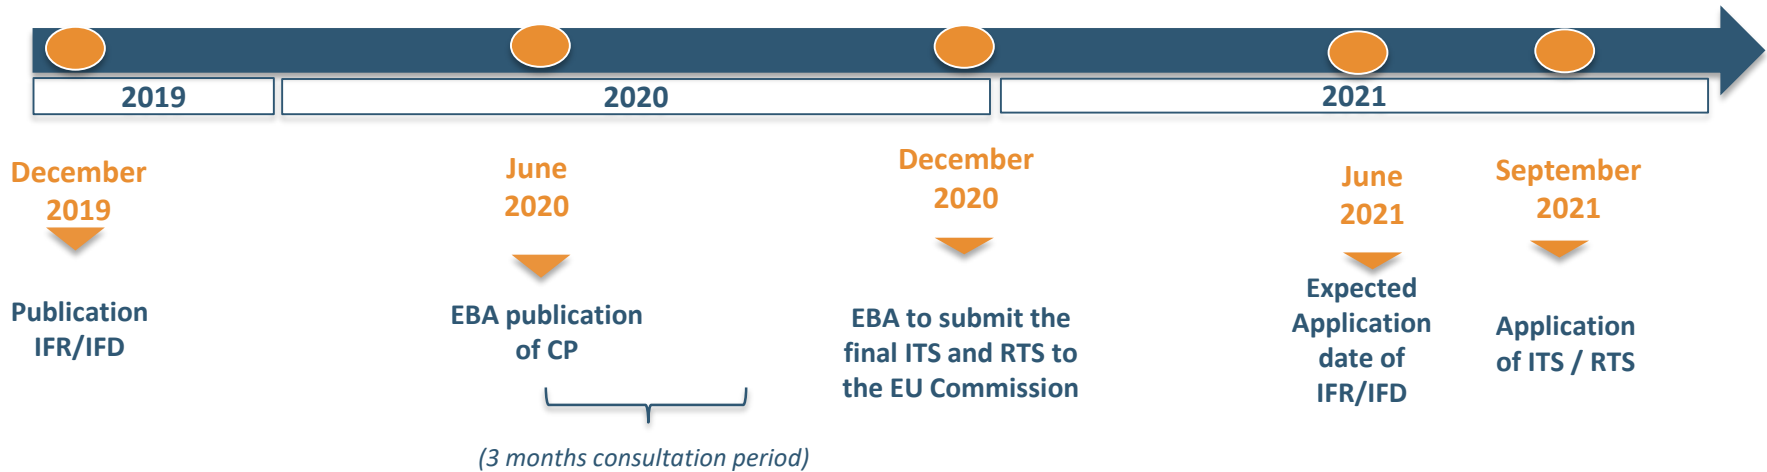 2019
2020
2021
December
2019
Publication
IFR/IFD
June
2020
EBA publication
of CP
(3 months consultation period)
December
2020
EBA to submit the
final ITS and RTS to
the EU Commission
June
2021
Expected
Application
date of
IFR/IFD
September
2021
Application
of ITS / RTS